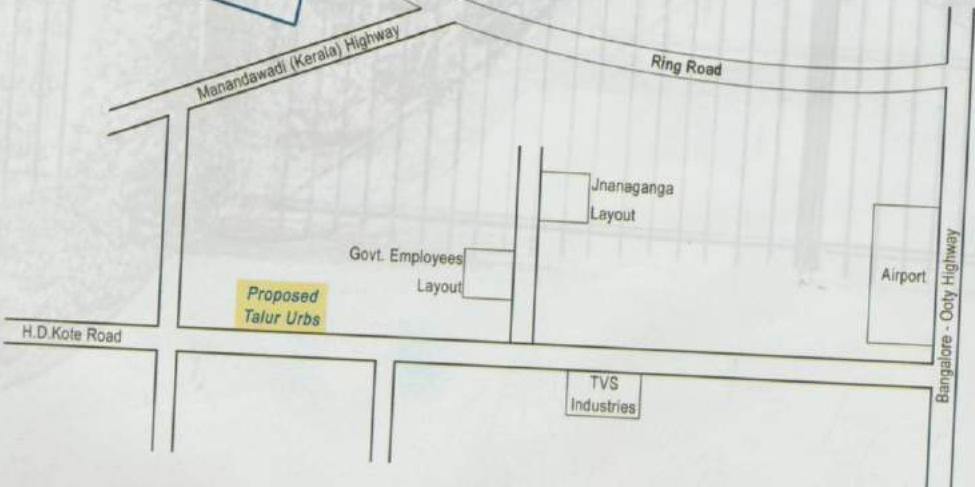 Manandawadi (Kerala) Highway
Ring Road
Jnanaganga
Layout
Govt. Employees
Layout
Airport
Bangalore - Ooty Highway
Proposed
Talur Urbs
H.D.Kote Road
TVS
Industries